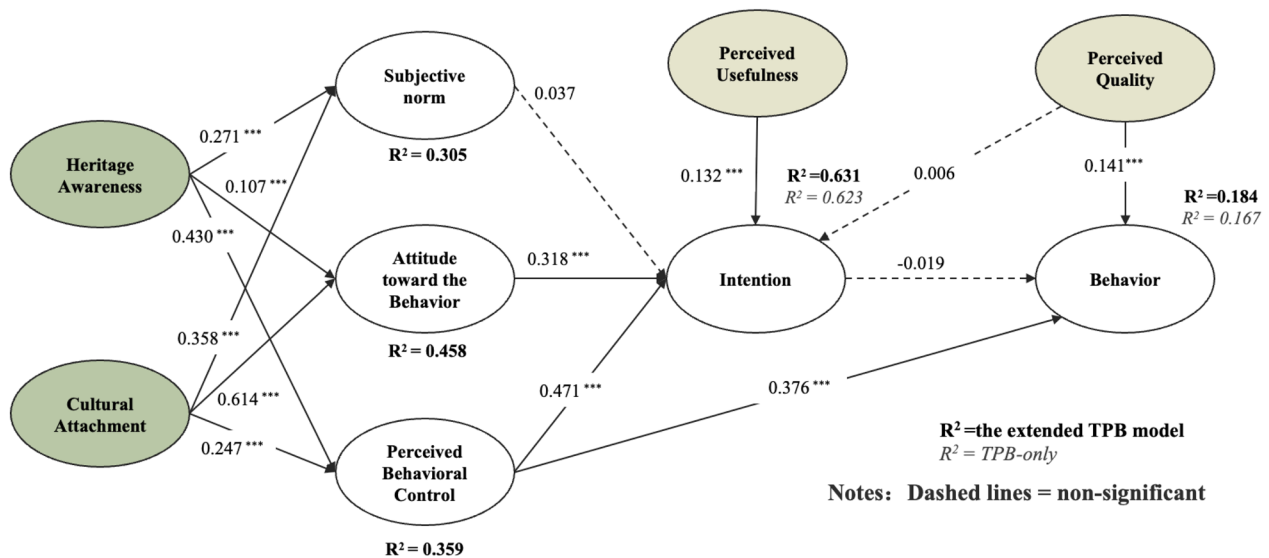 Subjective
norm
R² = 0.305
Perceived
Usefulness
Perceived
Quality
Heritage
Awareness
0.271 ***
0.107 ***
0.430 ***
0.037
0.132 ***
R² =0.631
R² = 0.623
0.006
0.141***
R² =0.184
R² = 0.167
Attitude
toward the
Behavior
R² = 0.458
0.318 ***
Intention
-0.019
Behavior
Cultural
Attachment
0.358 ***
0.614 ***
0.247 ***
Perceived
Behavioral
Control
R² = 0.359
0.471 ***
0.376 ***
R² =the extended TPB model
R² = TPB-only
Notes： Dashed lines = non-significant